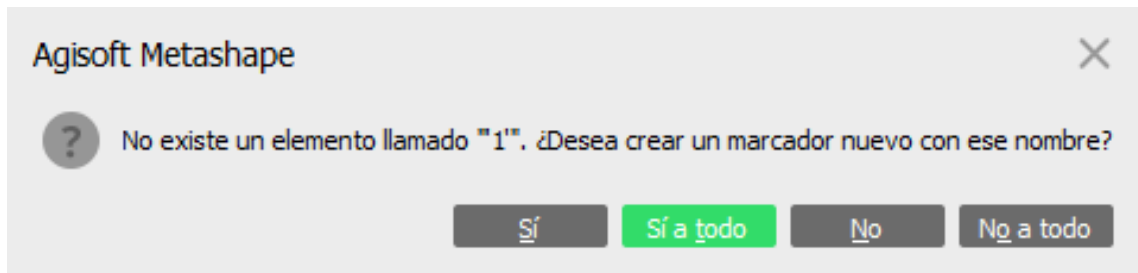 Agisoft Metashape
No existe un elemento llamado "'1'". ¿Desea crear un marcador nuevo con ese nombre?
Sí
Sí a todo
No
No a todo